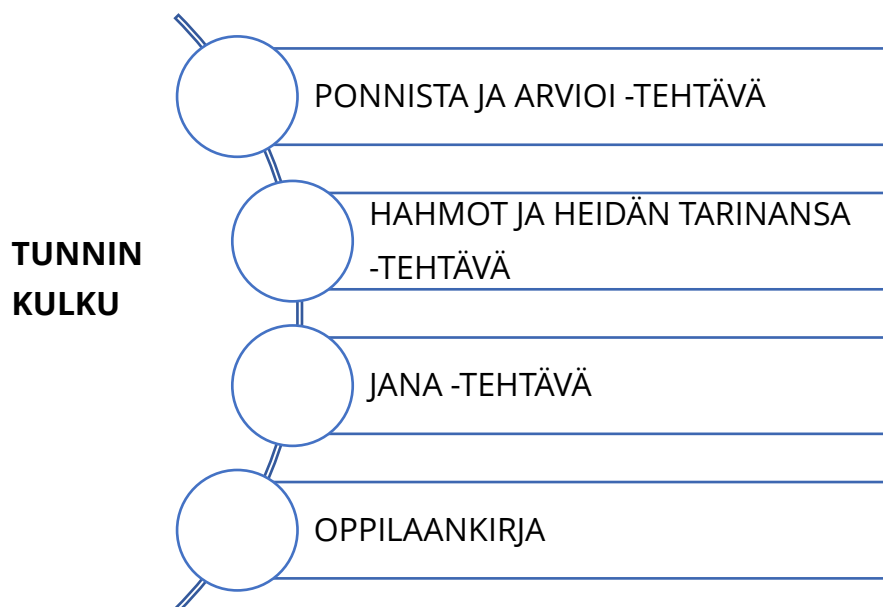 TUNNIN
KULKU
PONNISTA JA ARVIOI -TEHTÄVÄ
HAHMOT JA HEIDÄN TARINANSA
-TEHTÄVÄ
JANA -TEHTÄVÄ
OPPILAANKIRJA